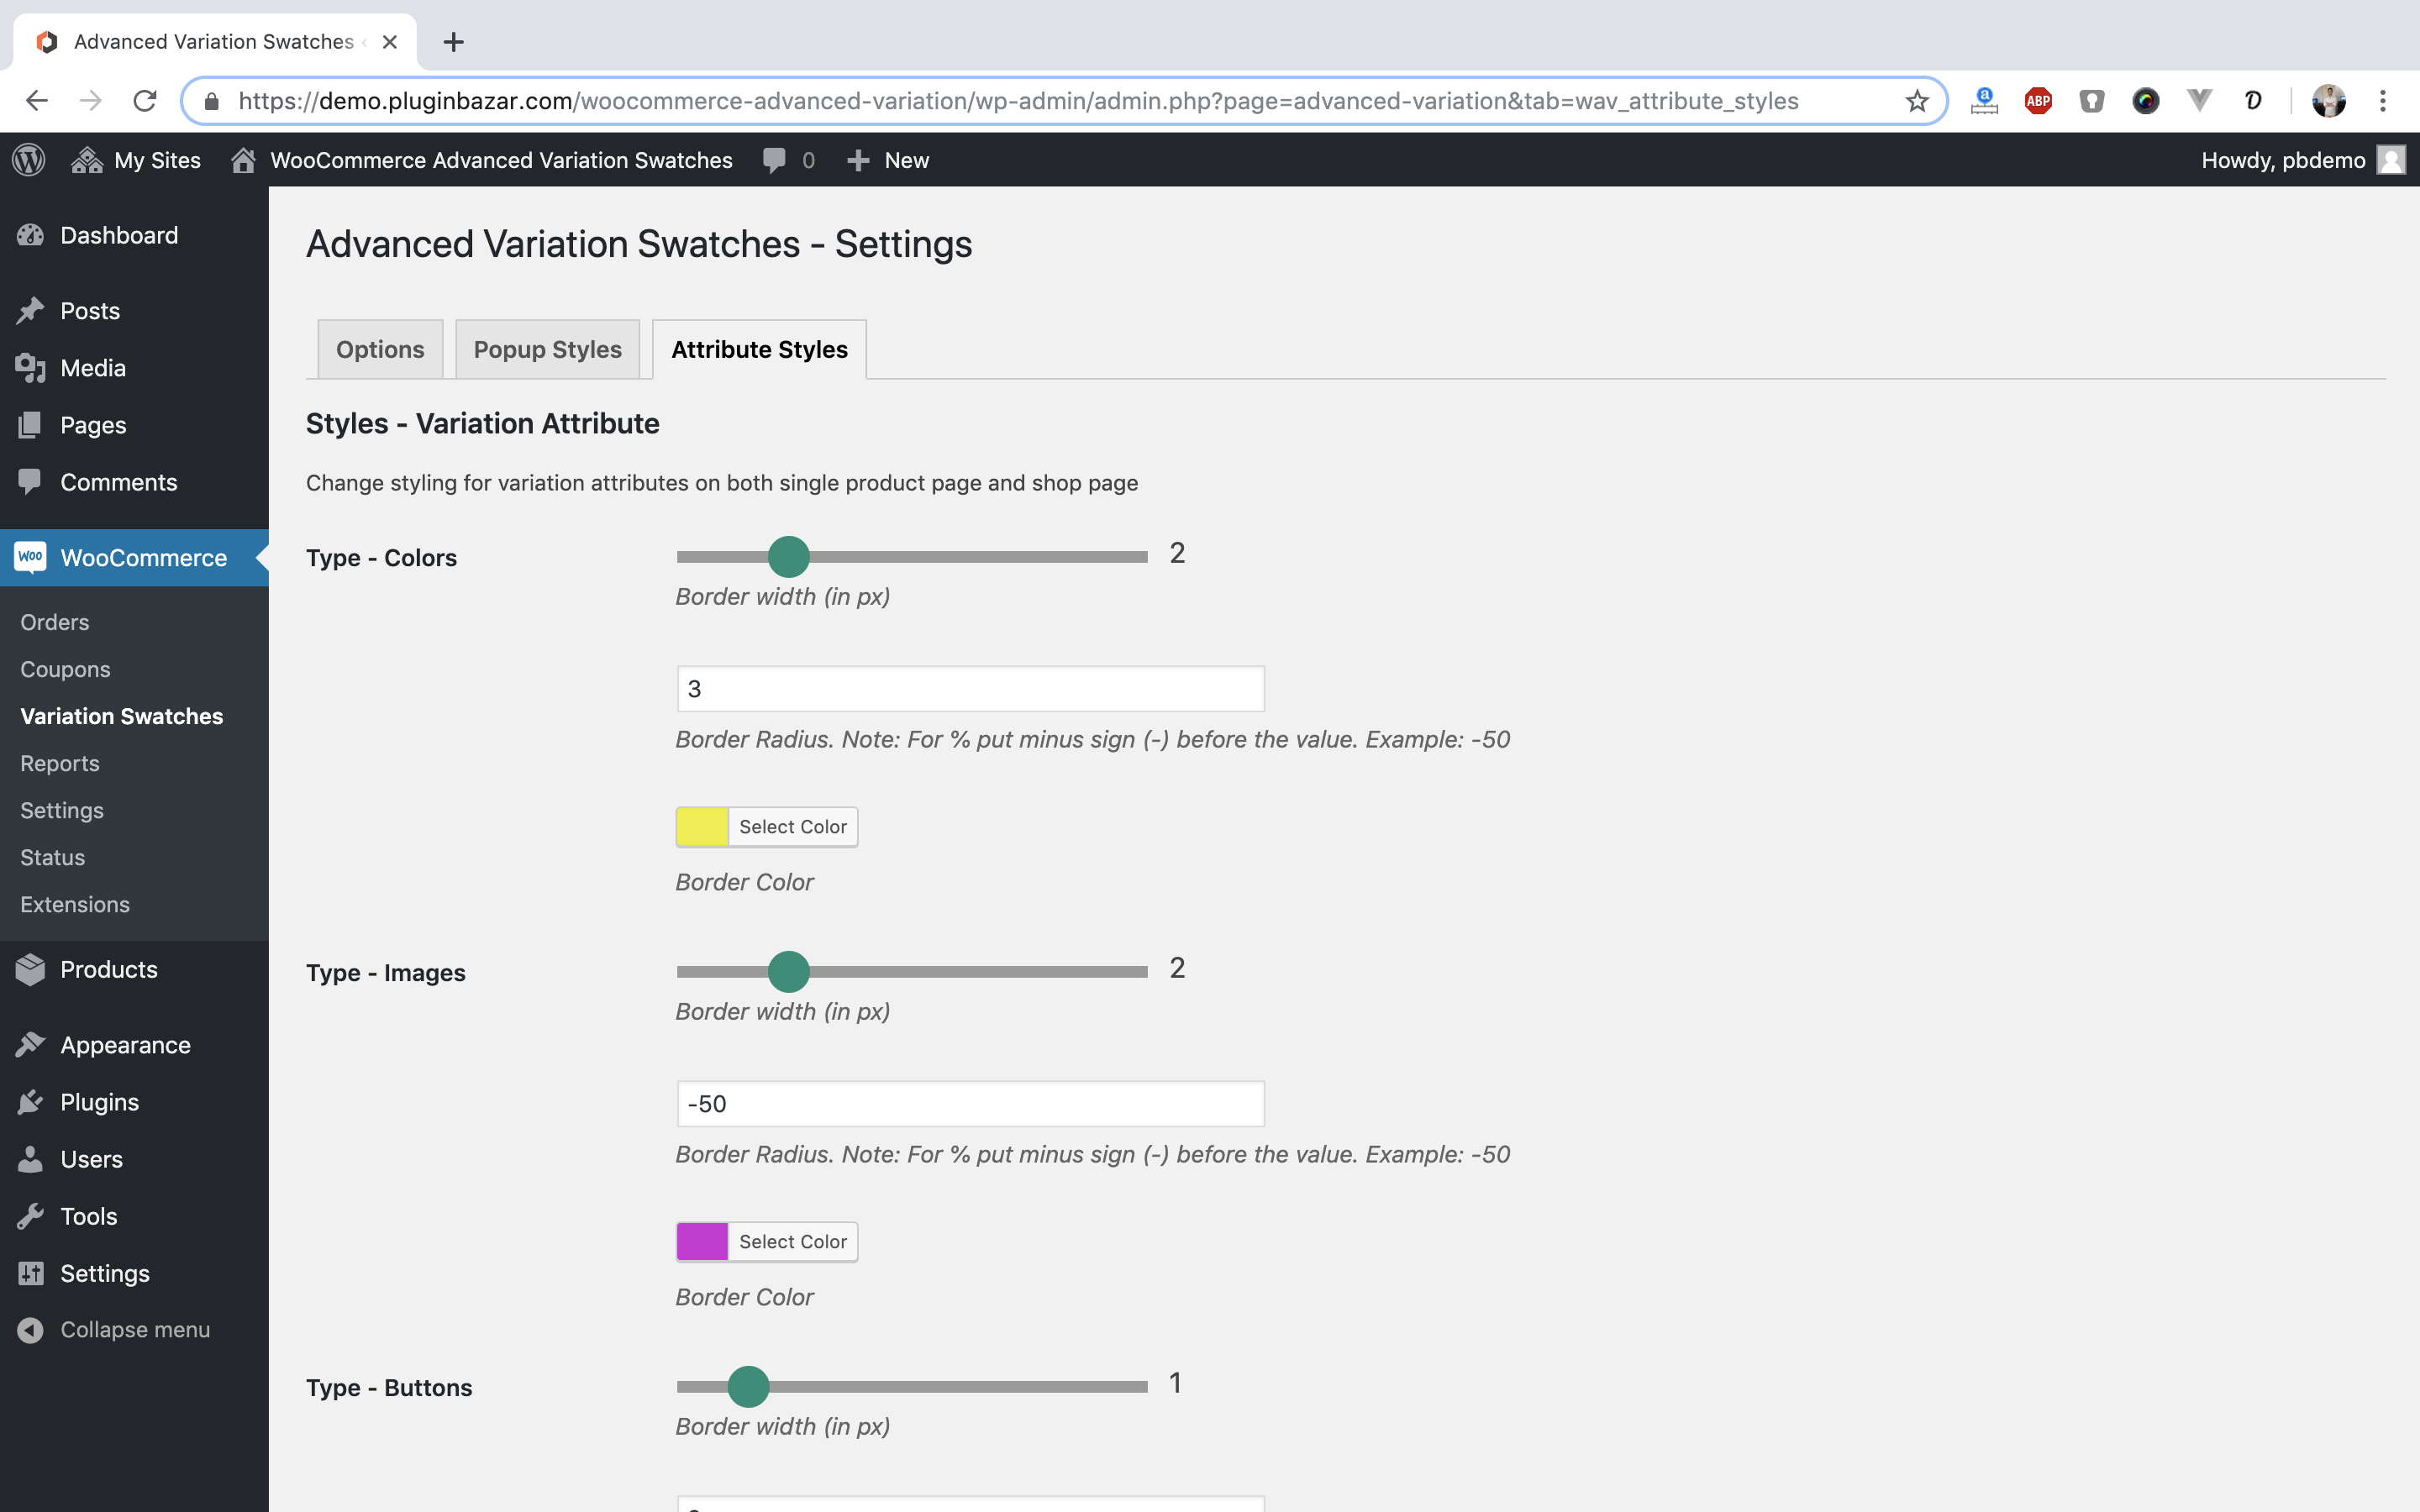 Advanced Variation Swatches
https://demo.pluginbazar.com/woocommerce-advanced-variation/wp-admin/admin.php?page=advanced-variation&tab=wav_attribute_styles
a
ABP
D
My Sites
WooCommerce Advanced Variation Swatches
0
New
Howdy, pbdemo
Dashboard
Posts
Media
Pages
Comments
Woo
WooCommerce
Orders
Coupons
Variation Swatches
Reports
Settings
Status
Extensions
Products
Appearance
Plugins
Users
Tools
Settings
Collapse menu
Advanced Variation Swatches - Settings
Options
Popup Styles
Attribute Styles
Styles - Variation Attribute
Change styling for variation attributes on both single product page and shop page
Type - Colors
2
Border width (in px)
3
Border Radius. Note: For % put minus sign (-) before the value. Example: -50
Select Color
Border Color
Type - Images
2
Border width (in px)
-50
Border Radius. Note: For % put minus sign (-) before the value. Example: -50
Select Color
Border Color
Type - Buttons
1
Border width (in px)